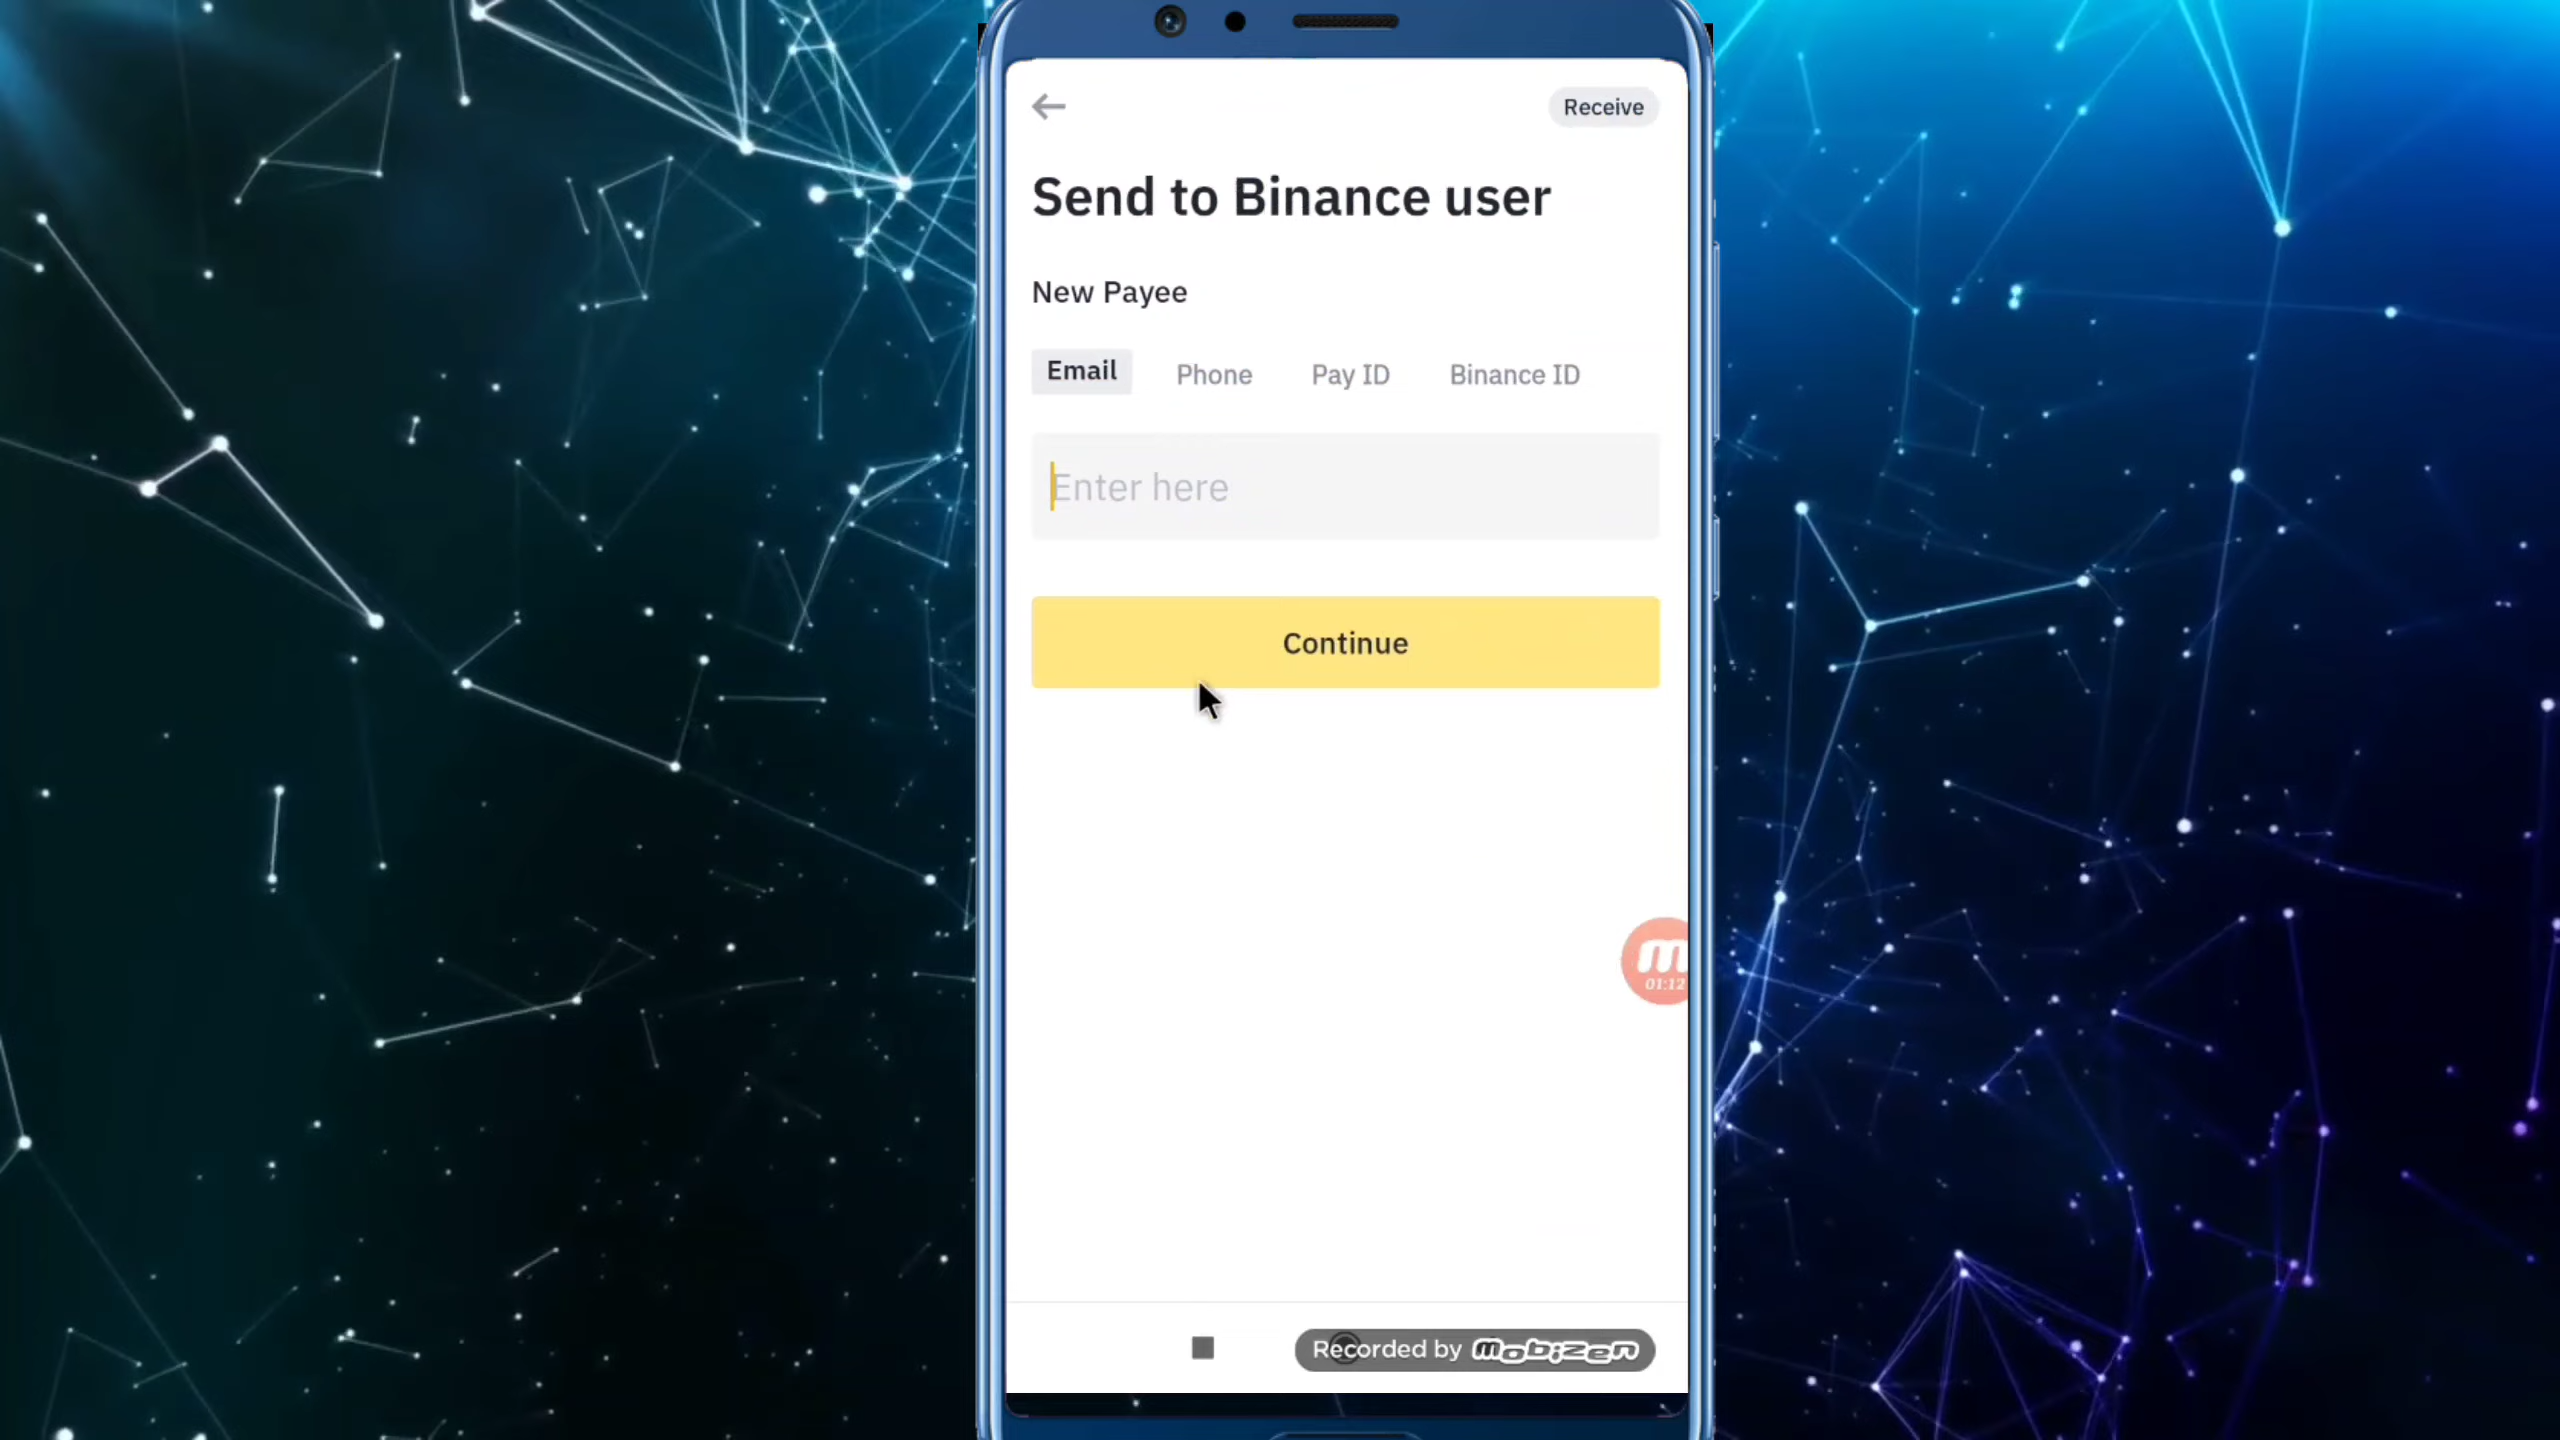 Receive
Send to Binance user
New Payee
Email
Phone
Pay ID
Binance ID
Enter here
Continue
m
01:12
Recorded by mobizen